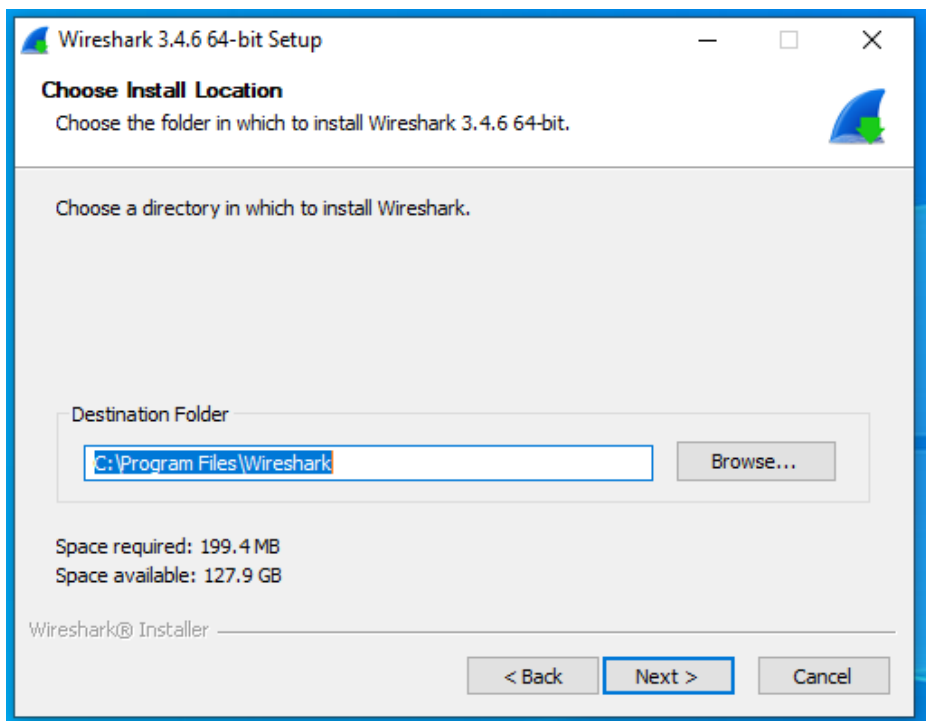 Wireshark 3.4.6 64-bit Setup
Choose Install Location
Choose the folder in which to install Wireshark 3.4.6 64-bit.
Choose a directory in which to install Wireshark.
Destination Folder
C:\Program Files\Wireshark
Browse...
Space required: 199.4 MB
Space available: 127.9 GB
Wireshark® Installer
< Back
Next >
Cancel